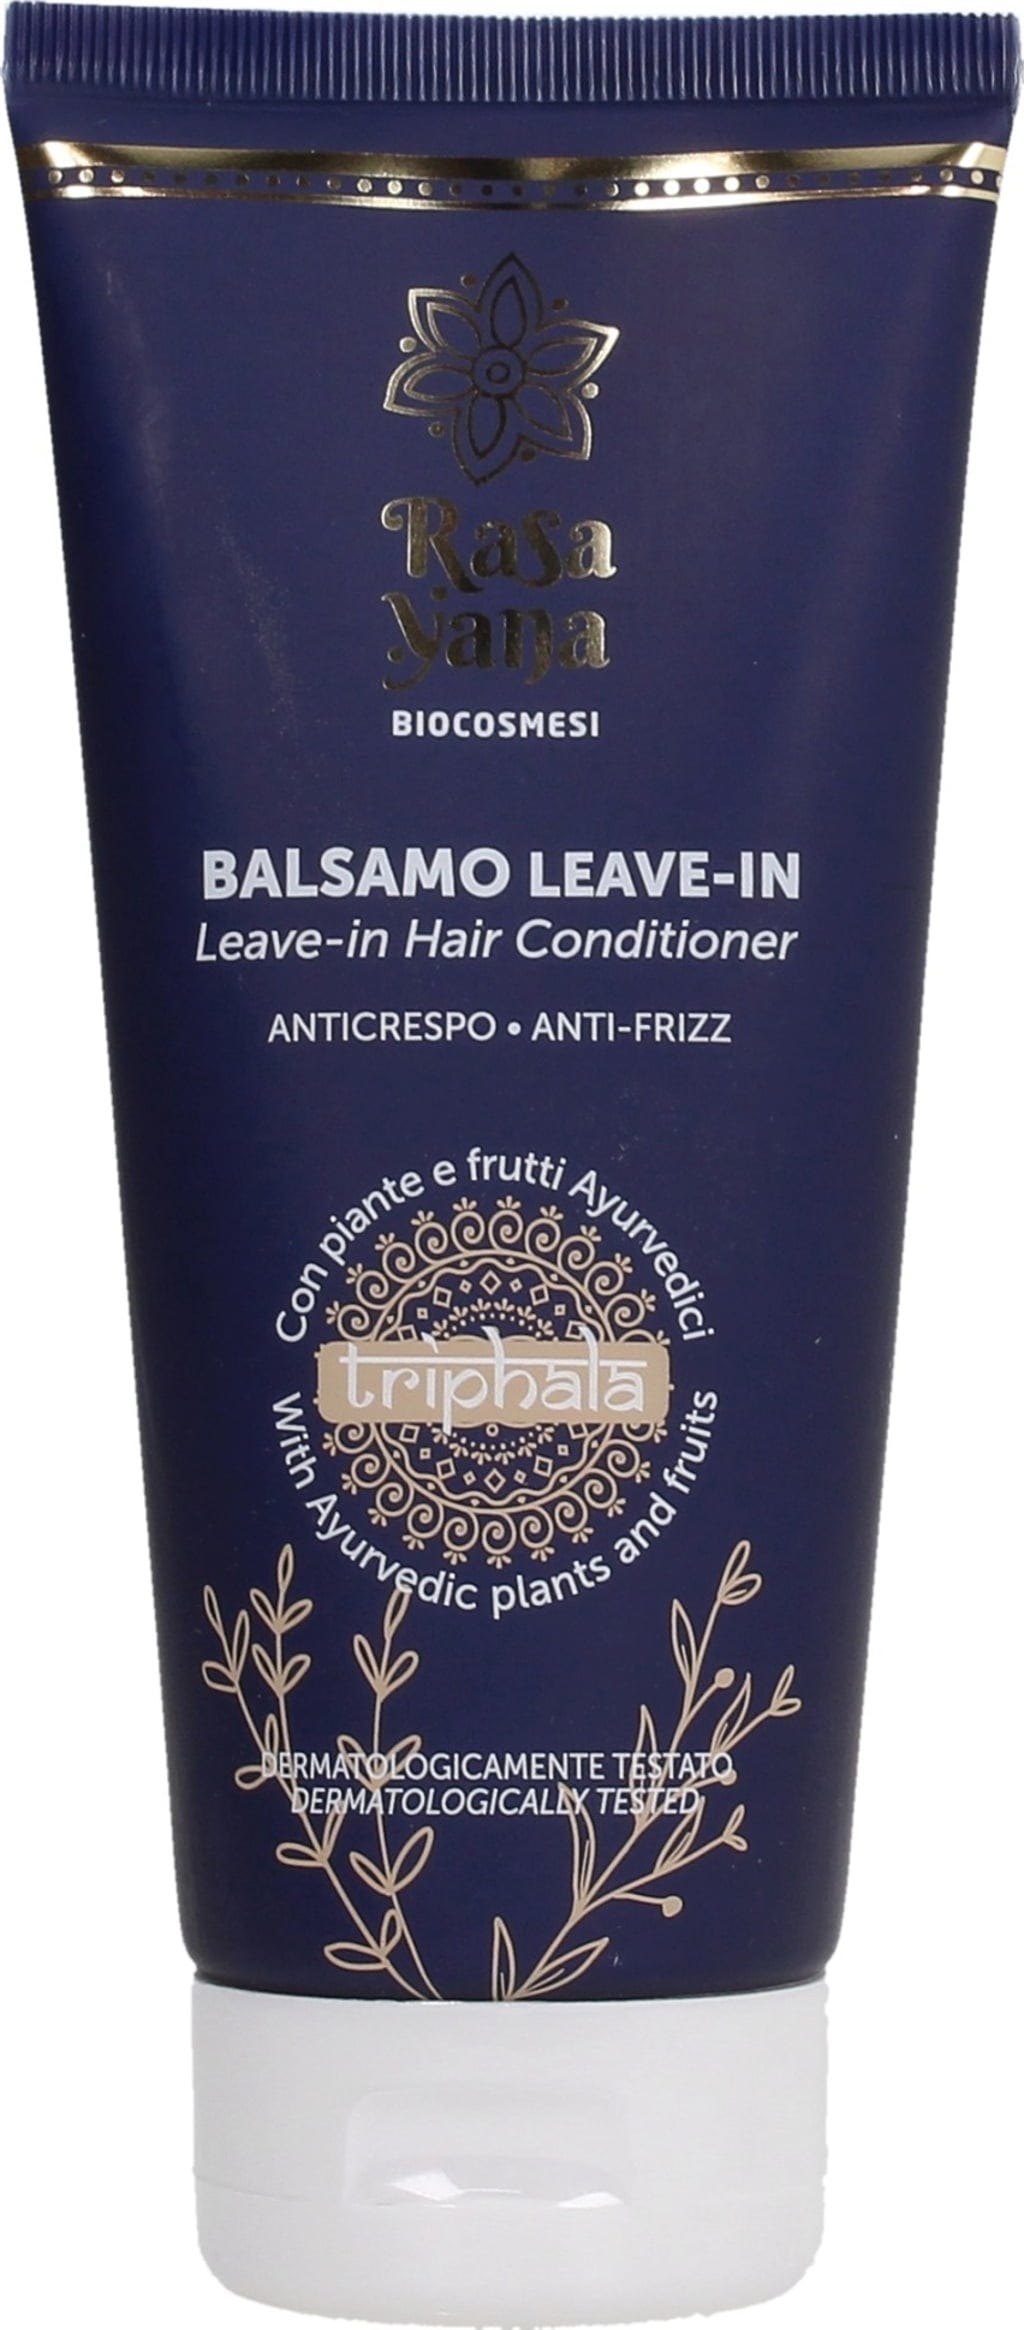 Rasa
yana
BIOCOSMESI
BALSAMO LEAVE-IN
Leave-in Hair Conditioner
ANTICRESPO • ANTI-FRIZZ
Con piante e frutti Ayurvedici
triphala
With Ayurvedic plants and fruits
DERMATOLOGICAMENTE TESTATO
DERMATOLOGICALLY TESTED